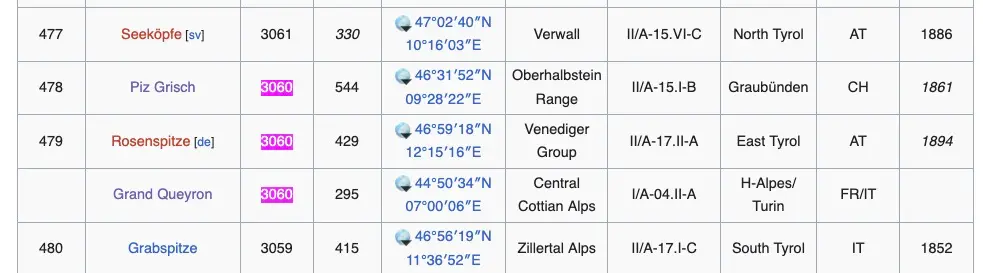 477 Seeköpfe [sv] 3061 330 47°02′40″N Verwall II/A-15.VI-C North Tyrol AT 1886
10°16′03″E
478 Piz Grisch 3060 544 46°31′52″N Oberhalbstein II/A-15.I-B Graubünden CH 1861
09°28′22″E Range
479 Rosenspitze [de] 3060 429 46°59′18″N Venediger II/A-17.II-A East Tyrol AT 1894
12°15′16″E Group
Grand Queyron 3060 295 44°50′34″N Central I/A-04.II-A H-Alpes/ FR/IT
07°00′06″E Cottian Alps Turin
480 Grabspitze 3059 415 46°56′19″N Zillertal Alps II/A-17.I-C South Tyrol IT 1852
11°36′52″E